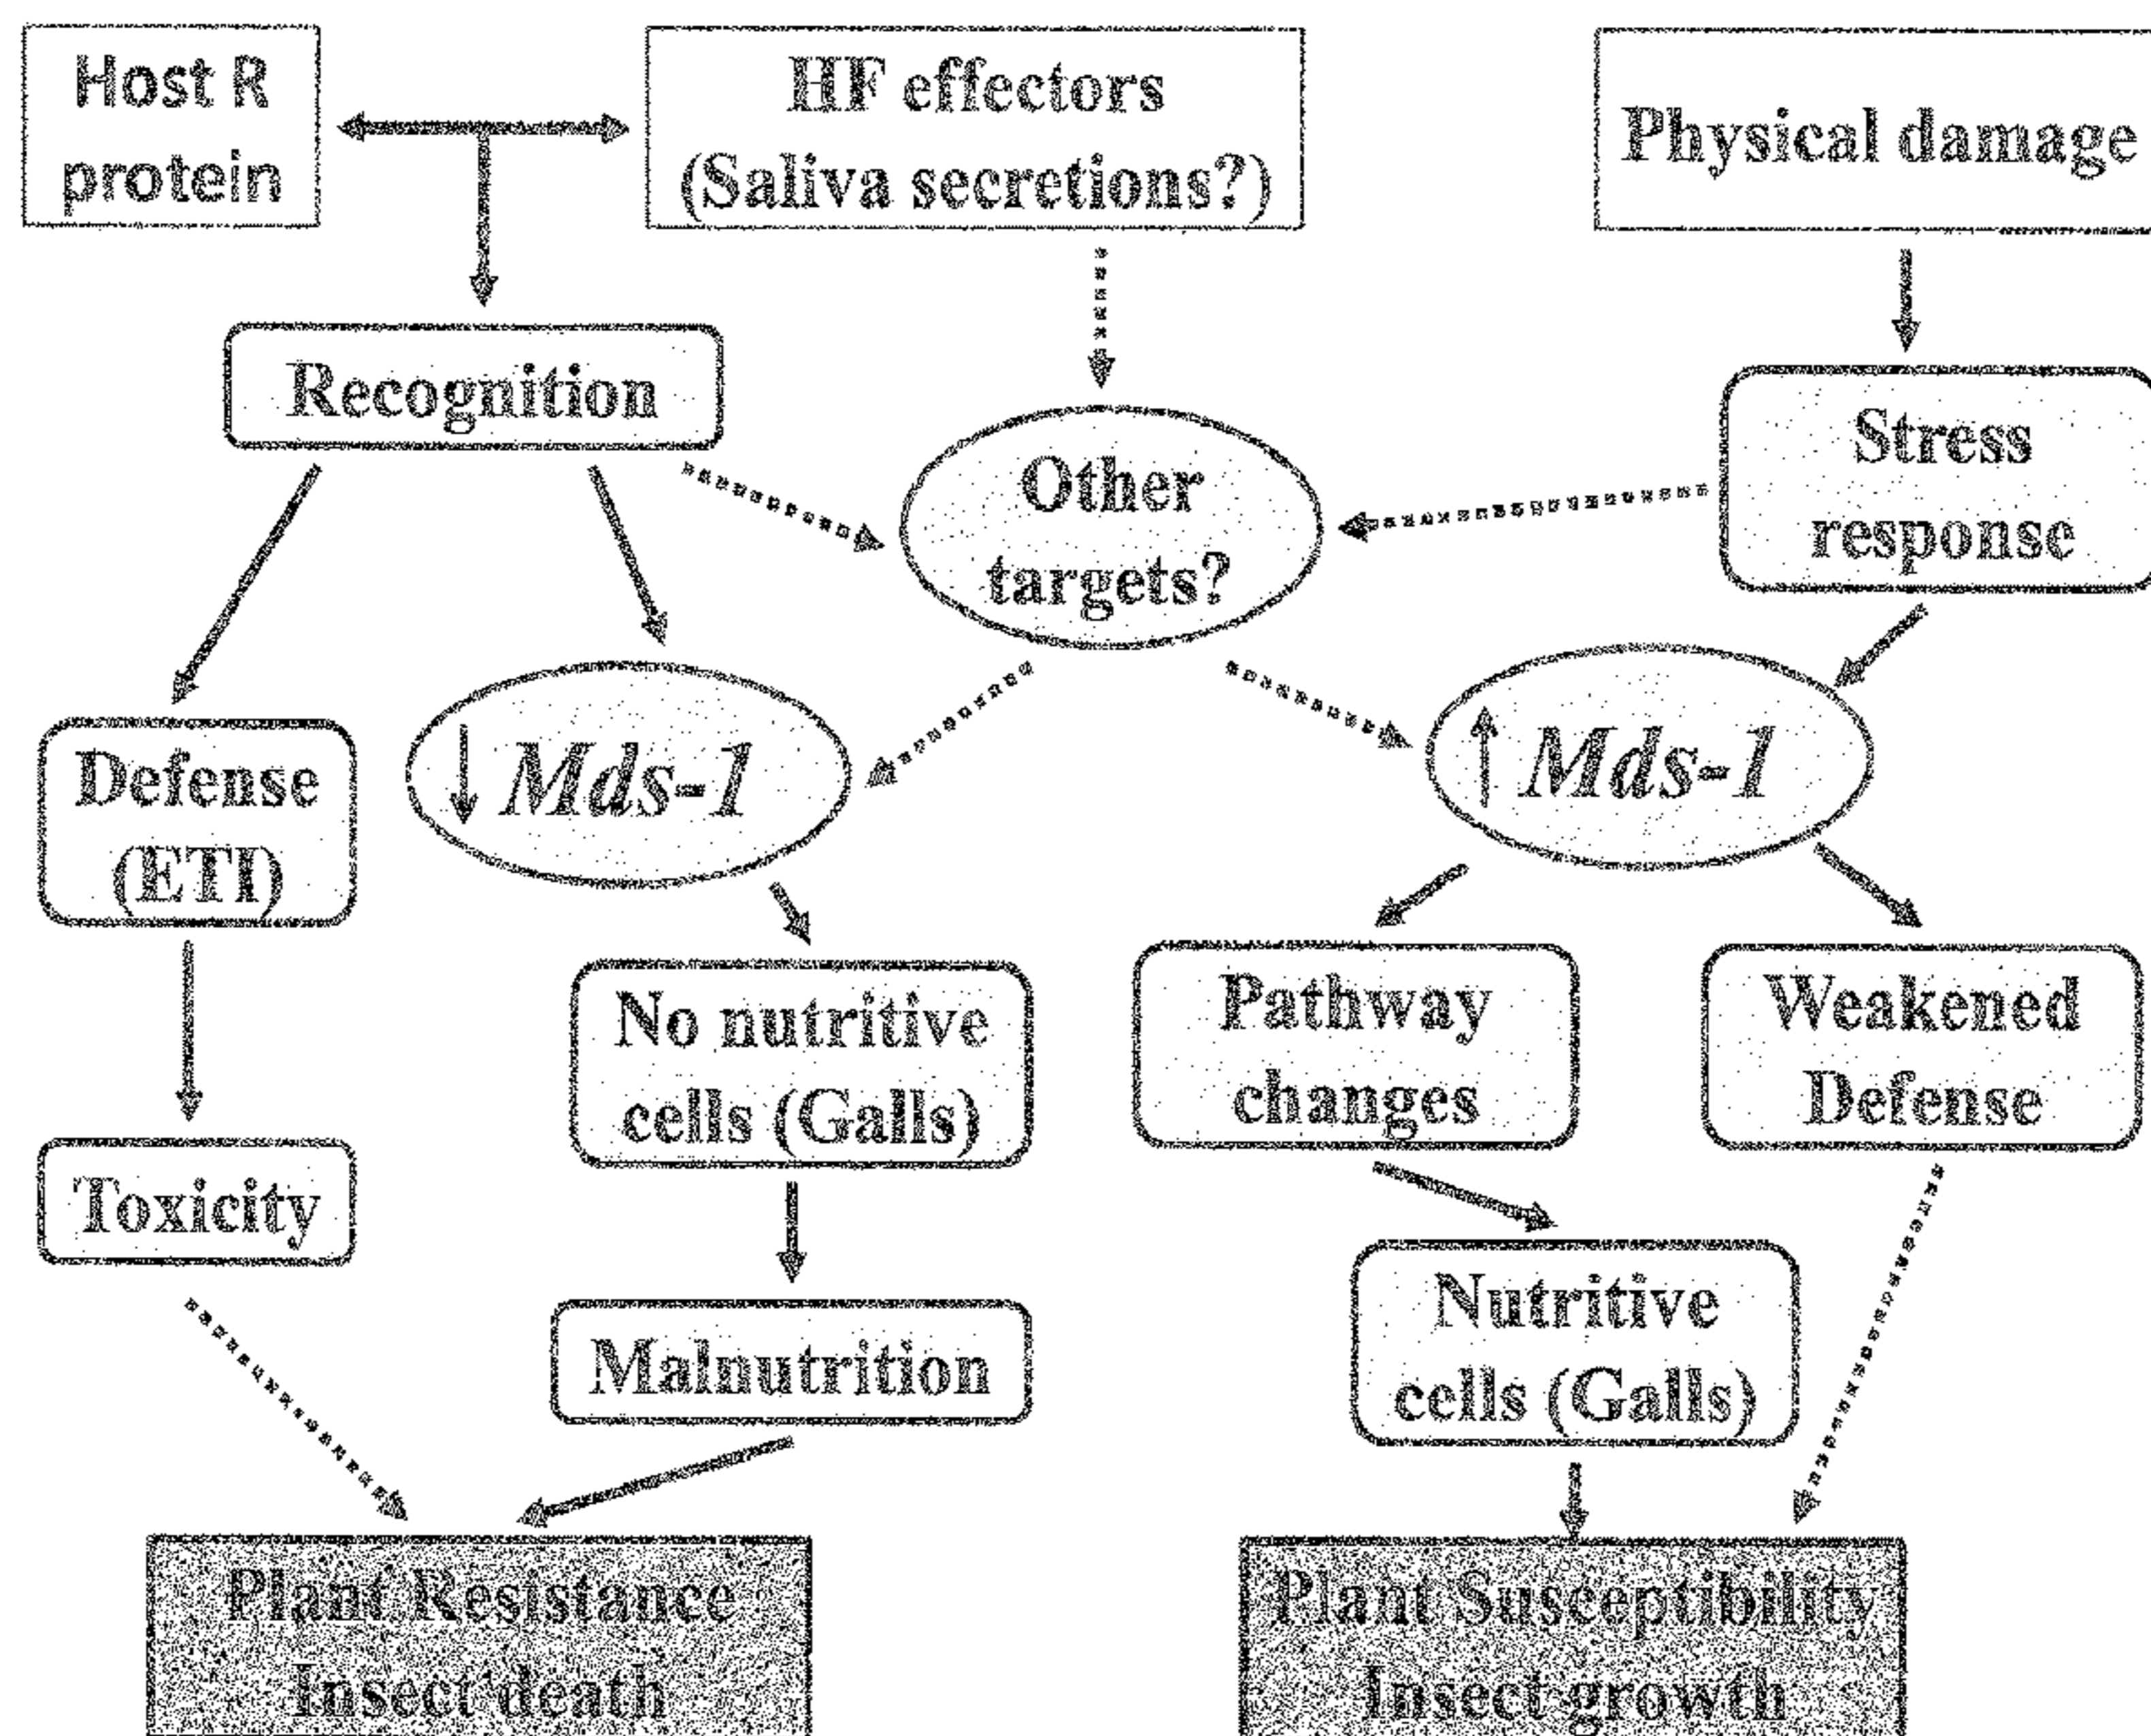 Host R
protein
HF effectors
(Saliva secretions?)
Physical damage
Recognition
Other
targets?
Stress
response
Defense
(ETI)
↓ Mds-1
↑ Mds-1
No nutritive
cells (Galls)
Pathway
changes
Weakened
Defense
Toxicity
Malnutrition
Nutritive
cells (Galls)
Plant Resistance
Insect death
Plant Susceptibility
Insect growth